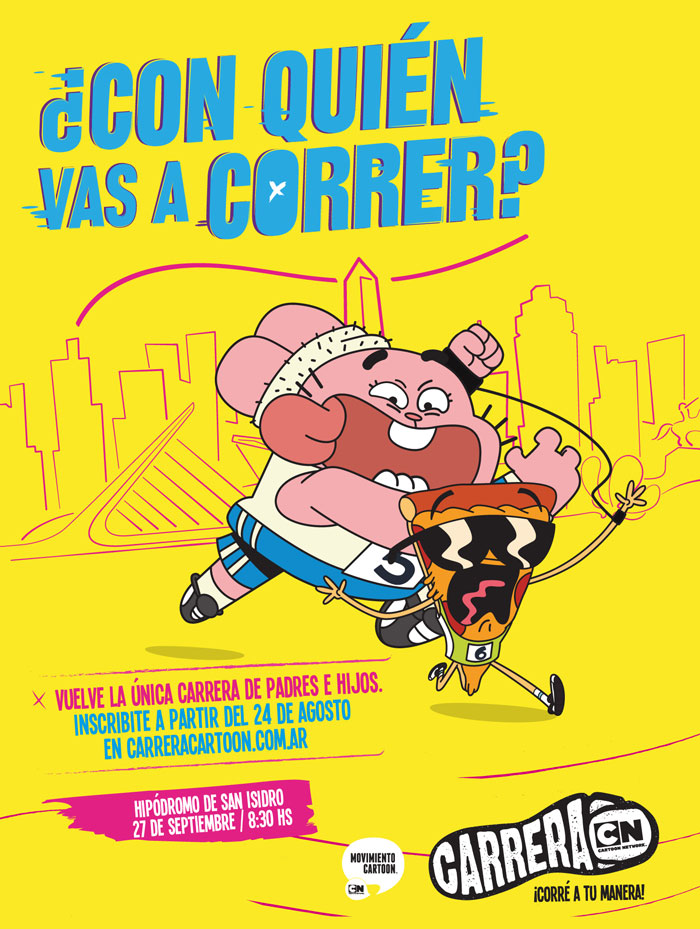 ¿CON QUIÉN
VAS A CORRER?
5
6
VUELVE LA ÚNICA CARRERA DE PADRES E HIJOS.
INSCRIBITE A PARTIR DEL 24 DE AGOSTO
EN CARRERACARTOON.COM.AR
HIPÓDROMO DE SAN ISIDRO
27 DE SEPTIEMBRE / 8:30 HS
MOVIMIENTO
CARTOON.
CN
CARRERA CN
CARTOON NETWORK.
¡CORRÉ A TU MANERA!